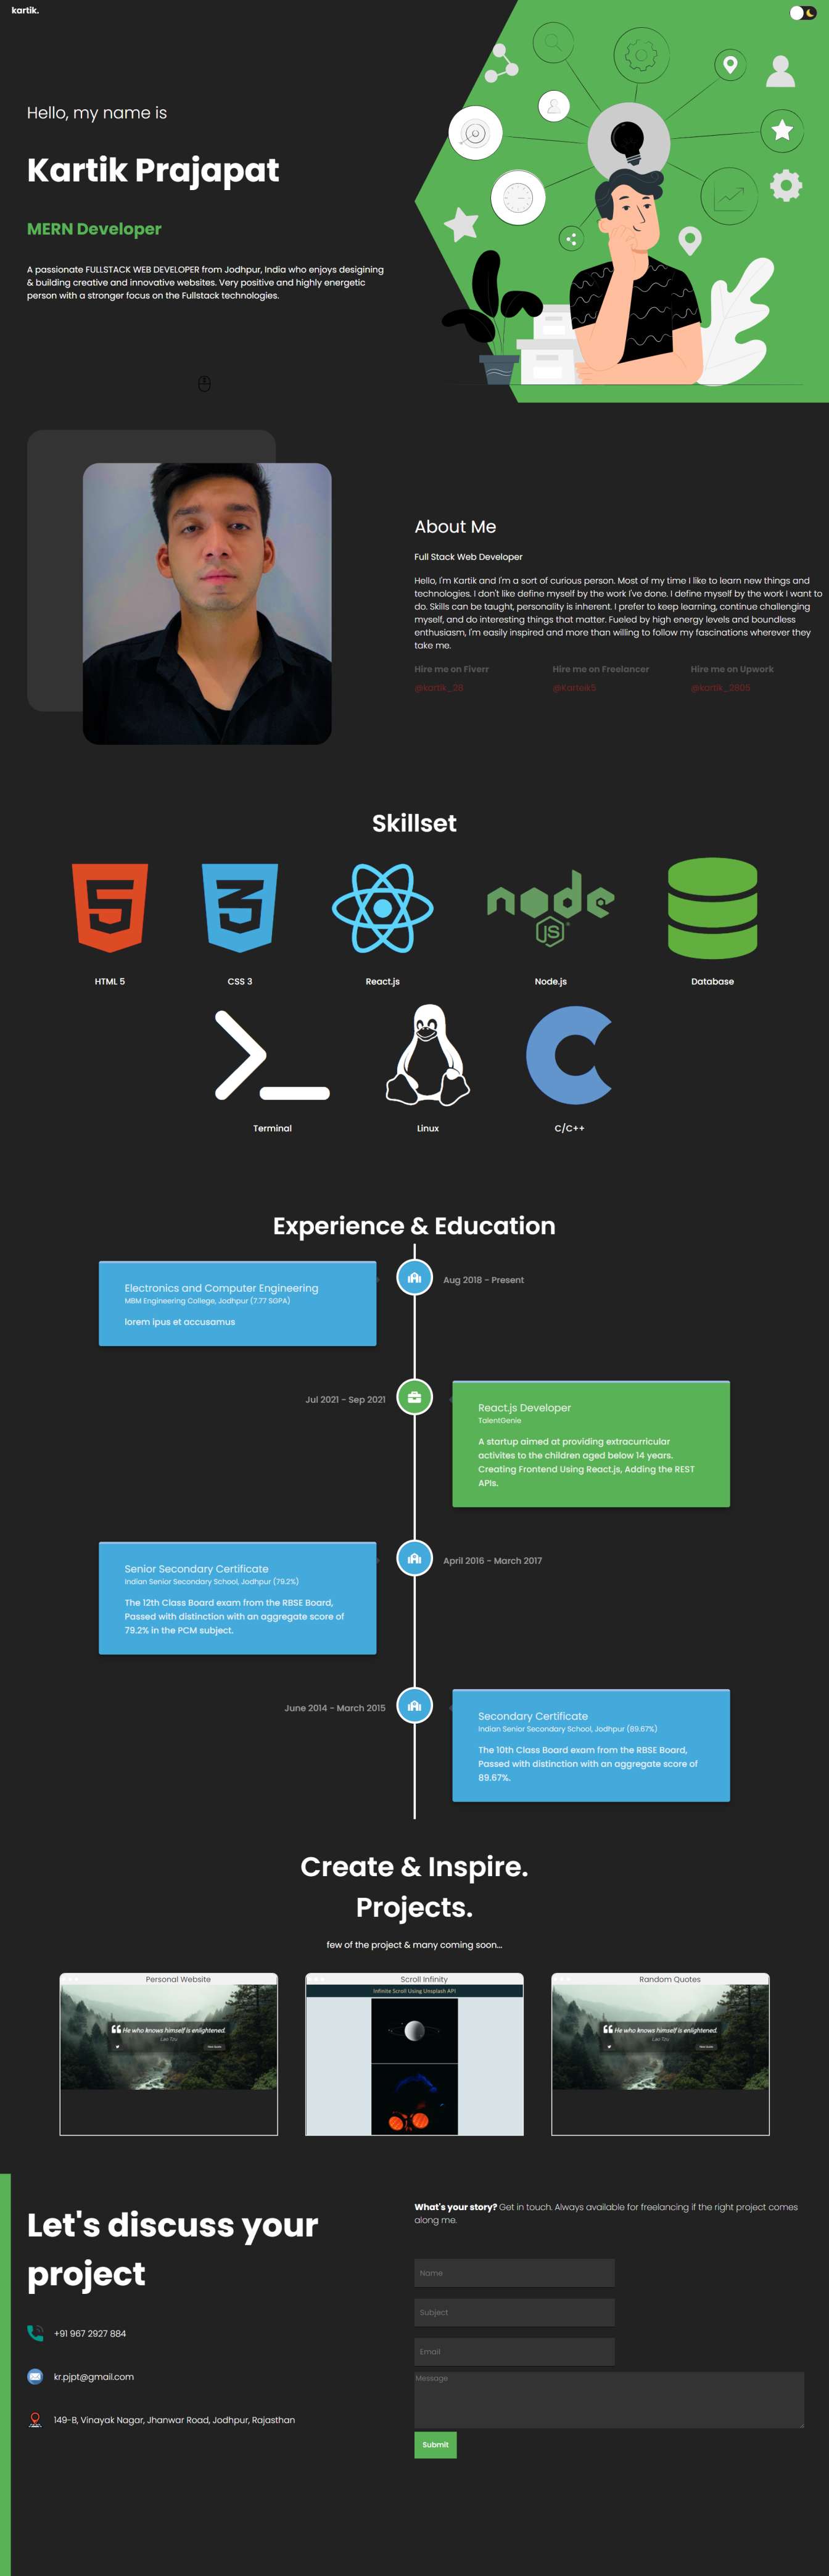 kartik.
Hello, my name is
Kartik Prajapat
MERN Developer
A passionate FULLSTACK WEB DEVELOPER from Jodhpur, India who enjoys desigining
& building creative and innovative websites. Very positive and highly energetic
person with a stronger focus on the Fullstack technologies.
About Me
Full Stack Web Developer
Hello, I'm Kartik and I'm a sort of curious person. Most of my time I like to learn new things and
technologies. I don't like define myself by the work I've done. I define myself by the work I want to
do. Skills can be taught, personality is inherent. I prefer to keep learning, continue challenging
myself, and do interesting things that matter. Fueled by high energy levels and boundless
enthusiasm, I'm easily inspired and more than willing to follow my fascinations wherever they
take me.
Hire me on Fiverr Hire me on Freelancer Hire me on Upwork
@kartik_28 @Karteik5 @kartik_2805
Skillset
node
JS
HTML 5 CSS 3 React.js Node.js Database
Terminal Linux C/C++
Experience & Education
Electronics and Computer Engineering
MBM Engineering College, Jodhpur (7.77 SGPA)
lorem ipus et accusamus
Aug 2018 - Present
Jul 2021 - Sep 2021
React.js Developer
TalentGenie
A startup aimed at providing extracurricular
activites to the children aged below 14 years.
Creating Frontend Using React.js, Adding the REST
APIs.
Senior Secondary Certificate
Indian Senior Secondary School, Jodhpur (79.2%)
The 12th Class Board exam from the RBSE Board,
Passed with distinction with an aggregate score of
79.2% in the PCM subject.
April 2016 - March 2017
June 2014 - March 2015
Secondary Certificate
Indian Senior Secondary School, Jodhpur (89.67%)
The 10th Class Board exam from the RBSE Board,
Passed with distinction with an aggregate score of
89.67%.
Create & Inspire.
Projects.
few of the project & many coming soon...
Personal Website
He who knows himself is enlightened.
Lao Tzu
New Quote
Scroll Infinity
Infinite Scroll Using Unsplash API
Random Quotes
He who knows himself is enlightened.
Lao Tzu
New Quote
Let's discuss your
project
+91 967 2927 884
kr.pjpt@gmail.com
149-B, Vinayak Nagar, Jhanwar Road, Jodhpur, Rajasthan
What's your story? Get in touch. Always available for freelancing if the right project comes
along me.
Name
Subject
Email
Message
Submit